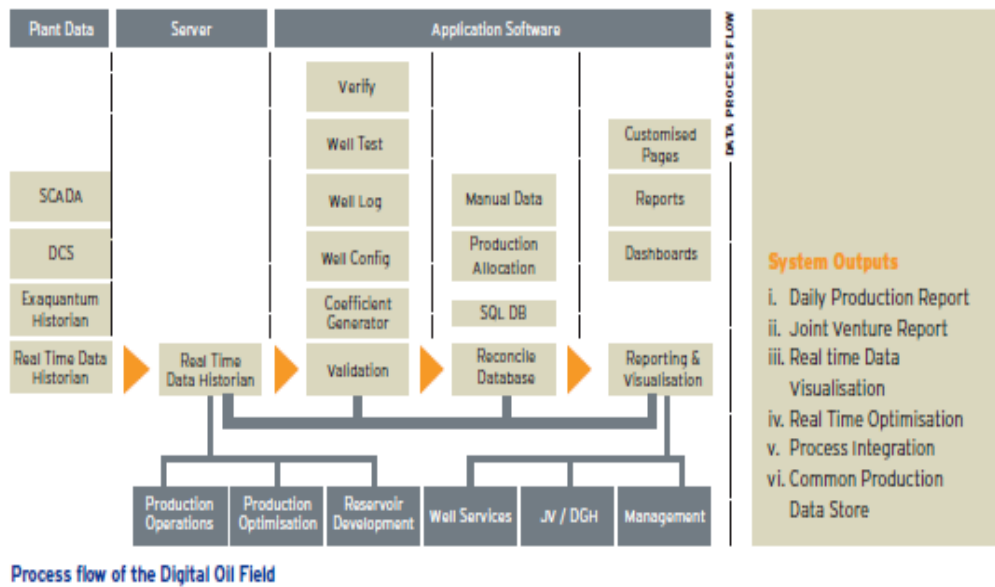 Plant Data
Server
Application Software
DATA PROCESS FLOW
Verify
Well Test
Customised
Pages
SCADA
Well Log
Manual Data
Reports
DCS
Well Config
Production
Allocation
Dashboards
Exaquantum
Historian
Coefficient
Generator
SQL DB
Real Time Data
Historian
Real Time
Data Historian
Validation
Reconcile
Database
Reporting &
Visualisation
Production
Operations
Production
Optimisation
Reservoir
Development
Well Services
JV / DGH
Management
System Outputs
i. Daily Production Report
ii. Joint Venture Report
iii. Real time Data
Visualisation
iv. Real Time Optimisation
v. Process Integration
vi. Common Production
Data Store
Process flow of the Digital Oil Field